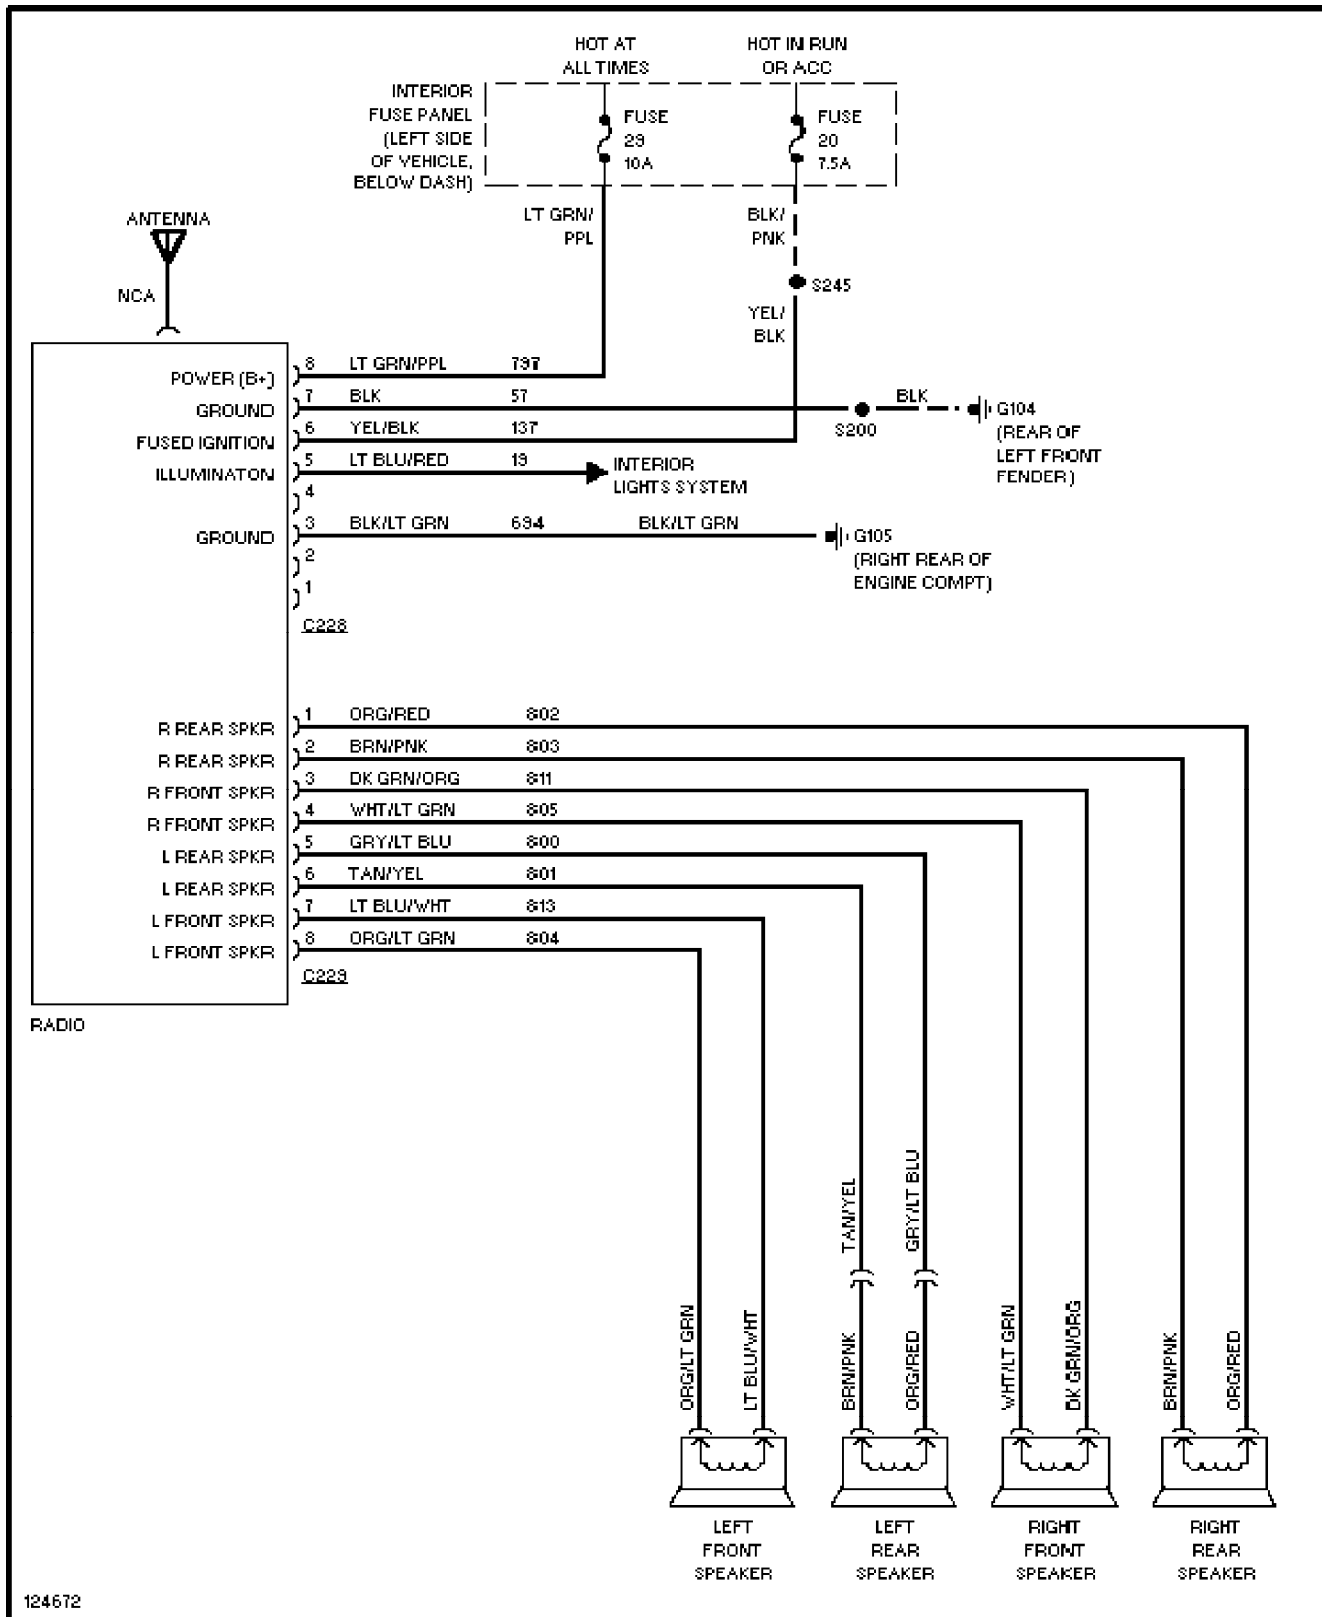 HOT AT
ALL TIMES
HOT IN RUN
OR ACC
INTERIOR
FUSE PANEL
(LEFT SIDE
OF VEHICLE,
BELOW DASH)
FUSE
29
10A
FUSE
20
7.5A
LT GRN/
PPL
BLK/
PNK
S245
YEL/
BLK
ANTENNA
NCA
POWER (B+)
8 LT GRN/PPL 797
GROUND
7 BLK 57
S200
BLK
G104
(REAR OF
LEFT FRONT
FENDER)
FUSED IGNITION
6 YEL/BLK 137
ILLUMINATON
5 LT BLU/RED 19
INTERIOR
LIGHTS SYSTEM
4
GROUND
3 BLK/LT GRN 694 BLK/LT GRN
G105
(RIGHT REAR OF
ENGINE COMPT)
2
1
C228
R REAR SPKR 1 ORG/RED 802
R REAR SPKR 2 BRN/PNK 803
R FRONT SPKR 3 DK GRN/ORG 811
R FRONT SPKR 4 WHT/LT GRN 805
L REAR SPKR 5 GRY/LT BLU 800
L REAR SPKR 6 TAN/YEL 801
L FRONT SPKR 7 LT BLU/WHT 813
L FRONT SPKR 8 ORG/LT GRN 804
C229
RADIO
TAN/YEL
GRY/LT BLU
ORG/LT GRN
LT BLU/WHT
BRN/PNK
ORG/RED
WHT/LT GRN
DK GRN/ORG
BRN/PNK
ORG/RED
LEFT
FRONT
SPEAKER
LEFT
REAR
SPEAKER
RIGHT
FRONT
SPEAKER
RIGHT
REAR
SPEAKER
124672